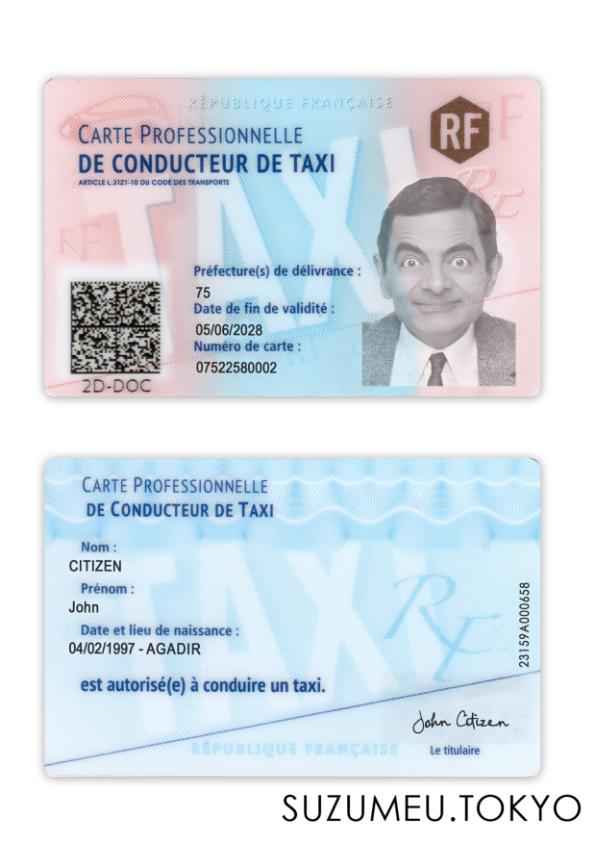 RÉPUBLIQUE FRANÇAISE
CARTE PROFESSIONNELLE
DE CONDUCTEUR DE TAXI
ARTICLE L.3121-10 DU CODE DES TRANSPORTS
RF
RF
RF
RF
TAXI
Préfecture(s) de délivrance :
75
Date de fin de validité :
05/06/2028
Numéro de carte :
07522580002
RF
2D-DOC
CARTE PROFESSIONNELLE
DE CONDUCTEUR DE TAXI
Nom :
CITIZEN
Prénom :
John
Date et lieu de naissance :
04/02/1997 - AGADIR
TAXI
RF
23159A000658
est autorisé(e) à conduire un taxi.
John Citizen
RÉPUBLIQUE FRANÇAISE
Le titulaire
SUZUMEU.TOKYO